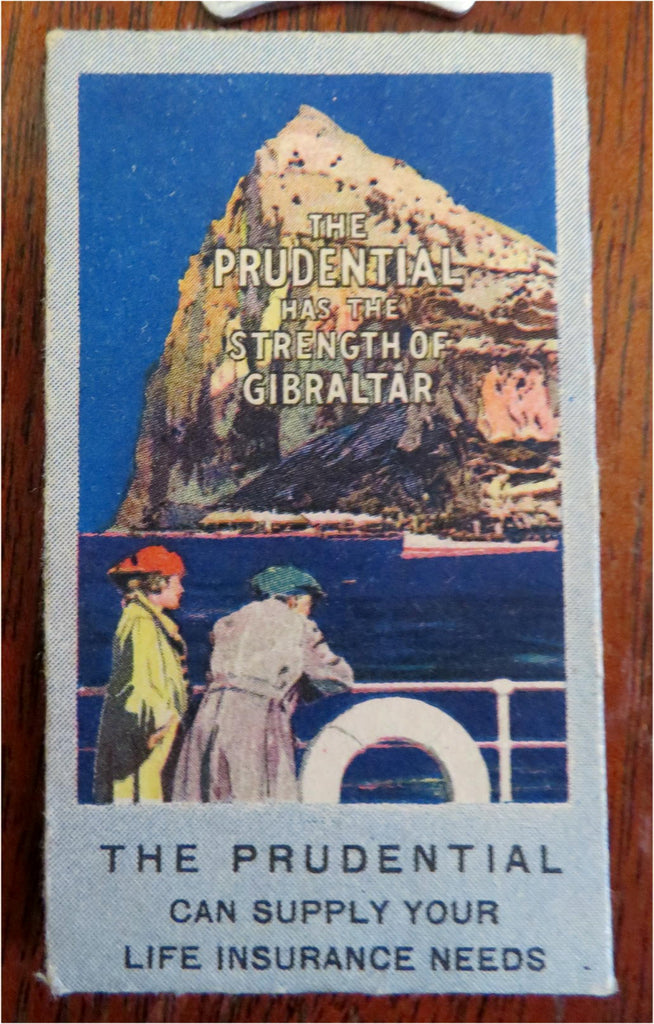 THE
PRUDENTIAL
HAS THE
STRENGTH OF
GIBRALTAR
THE PRUDENTIAL
CAN SUPPLY YOUR
LIFE INSURANCE NEEDS